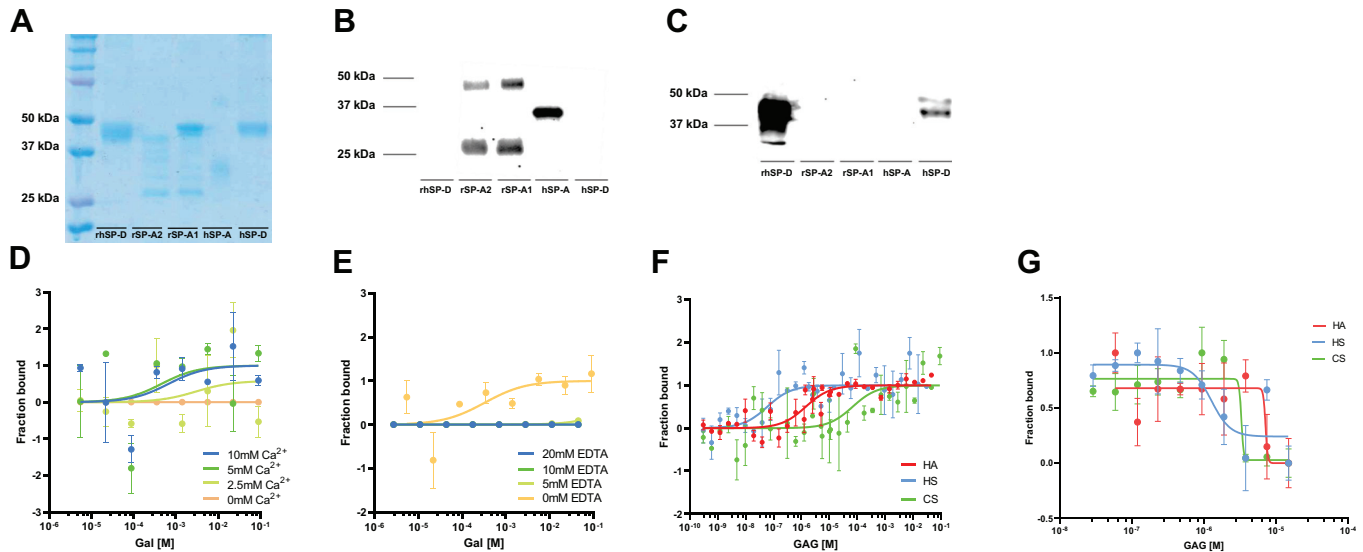 A
50 kDa
37 kDa
25 kDa
rhSP-D rSP-A2 rSP-A1 hSP-A hSP-D
B
50 kDa
37 kDa
25 kDa
rhSP-D rSP-A2 rSP-A1 hSP-A hSP-D
C
50 kDa
37 kDa
rhSP-D rSP-A2 rSP-A1 hSP-A hSP-D
D
Fraction bound
3
2
1
0
-1
-2
-3
10mM Ca2+
5mM Ca2+
2.5mM Ca2+
0mM Ca2+
10-6 10-5 10-4 10-3 10-2 10-1
Gal [M]
E
Fraction bound
3
2
1
0
-1
-2
20mM EDTA
10mM EDTA
5mM EDTA
0mM EDTA
10-6 10-5 10-4 10-3 10-2 10-1
Gal [M]
F
Fraction bound
3
2
1
0
-1
-2
HA
HS
CS
10-10 10-9 10-8 10-7 10-6 10-5 10-4 10-3 10-2 10-1
GAG [M]
G
Fraction bound
1.5
1.0
0.5
0.0
-0.5
HA
HS
CS
10-8 10-7 10-6 10-5 10-4
GAG [M]